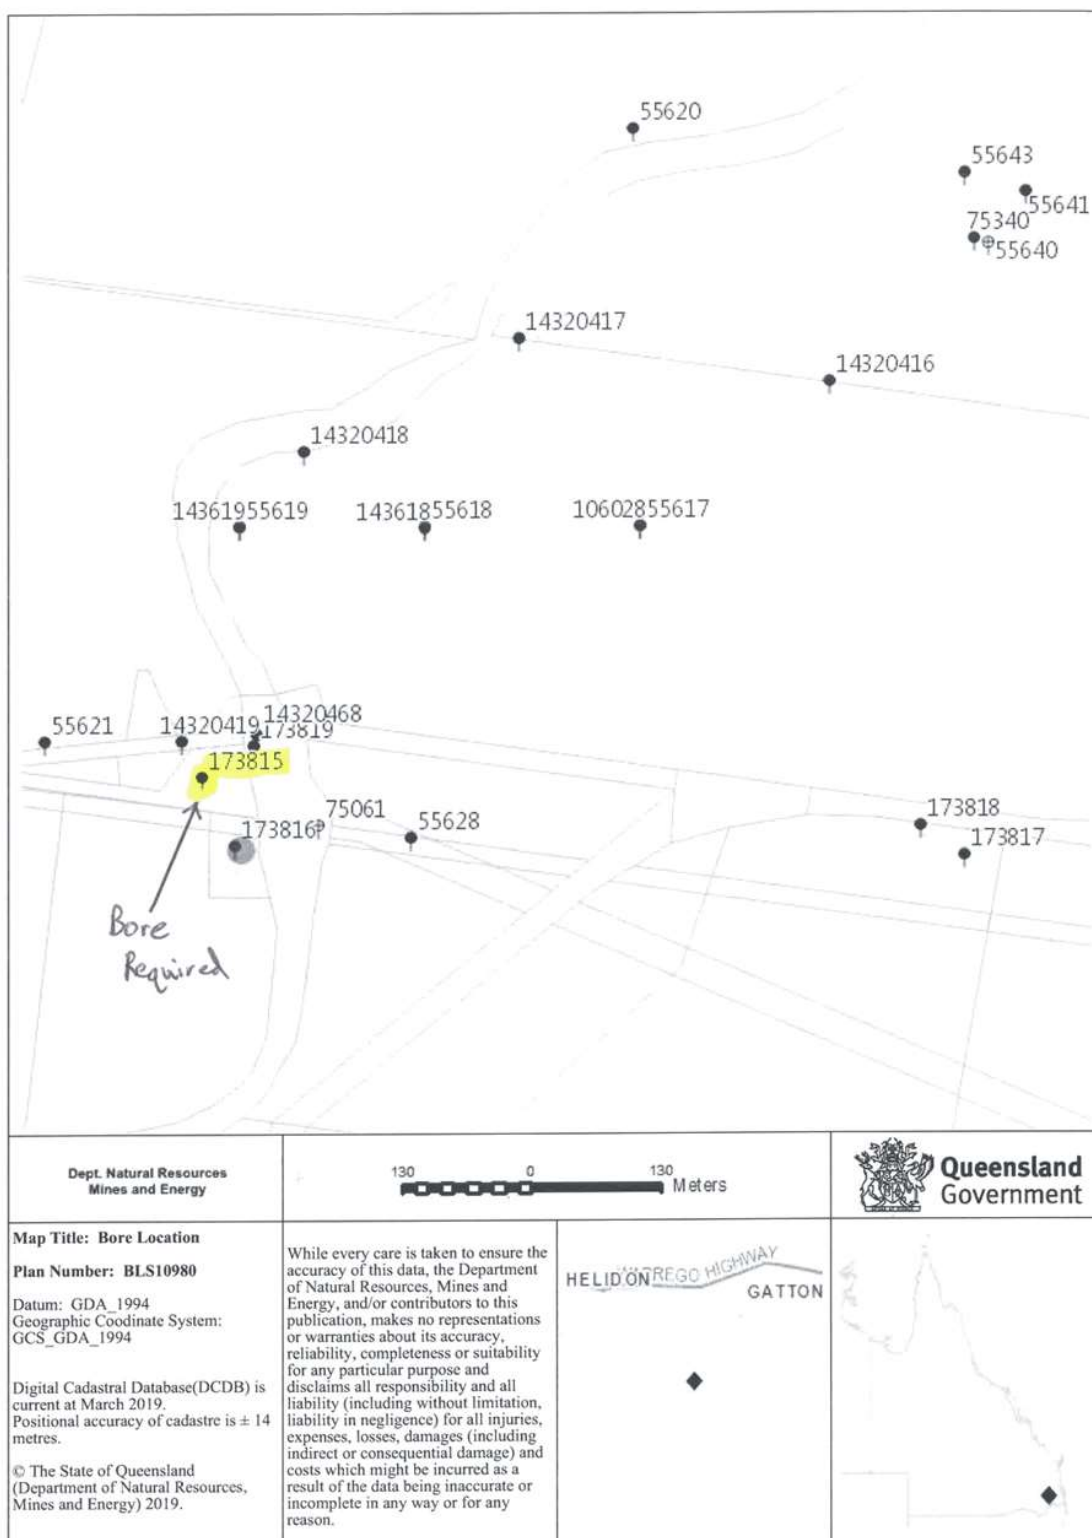 55620
55643
55641
75340
55640
14320417
14320416
14320418
14361955619
14361855618
10602855617
55621
14320419
14320468
173819
173815
173816
75061
55628
173818
173817
Bore
Required
Dept. Natural Resources
Mines and Energy
130 0 130
Meters
Queensland
Government
Map Title: Bore Location
Plan Number: BLS10980
Datum: GDA_1994
Geographic Coodinate System:
GCS_GDA_1994
Digital Cadastral Database(DCDB) is
current at March 2019.
Positional accuracy of cadastre is ± 14
metres.
© The State of Queensland
(Department of Natural Resources,
Mines and Energy) 2019.
While every care is taken to ensure the
accuracy of this data, the Department
of Natural Resources, Mines and
Energy, and/or contributors to this
publication, makes no representations
or warranties about its accuracy,
reliability, completeness or suitability
for any particular purpose and
disclaims all responsibility and all
liability (including without limitation,
liability in negligence) for all injuries,
expenses, losses, damages (including
indirect or consequential damage) and
costs which might be incurred as a
result of the data being inaccurate or
incomplete in any way or for any
reason.
HELIDON
HIGHWAY
GATTON